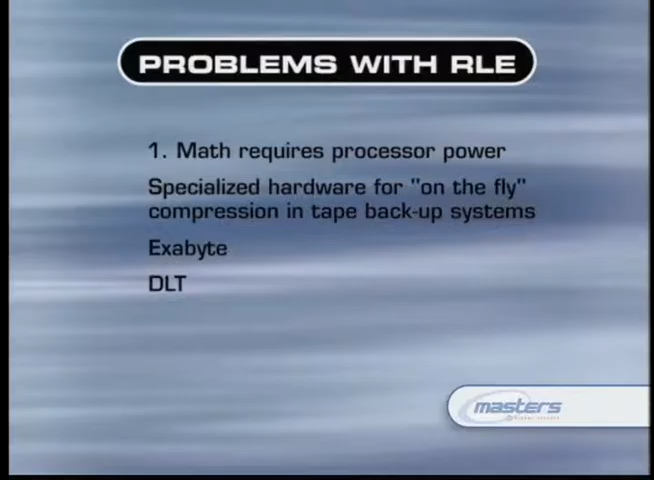 PROBLEMS WITH RLE
1. Math requires processor power
Specialized hardware for "on the fly"
compression in tape back-up systems
Exabyte
DLT
masters